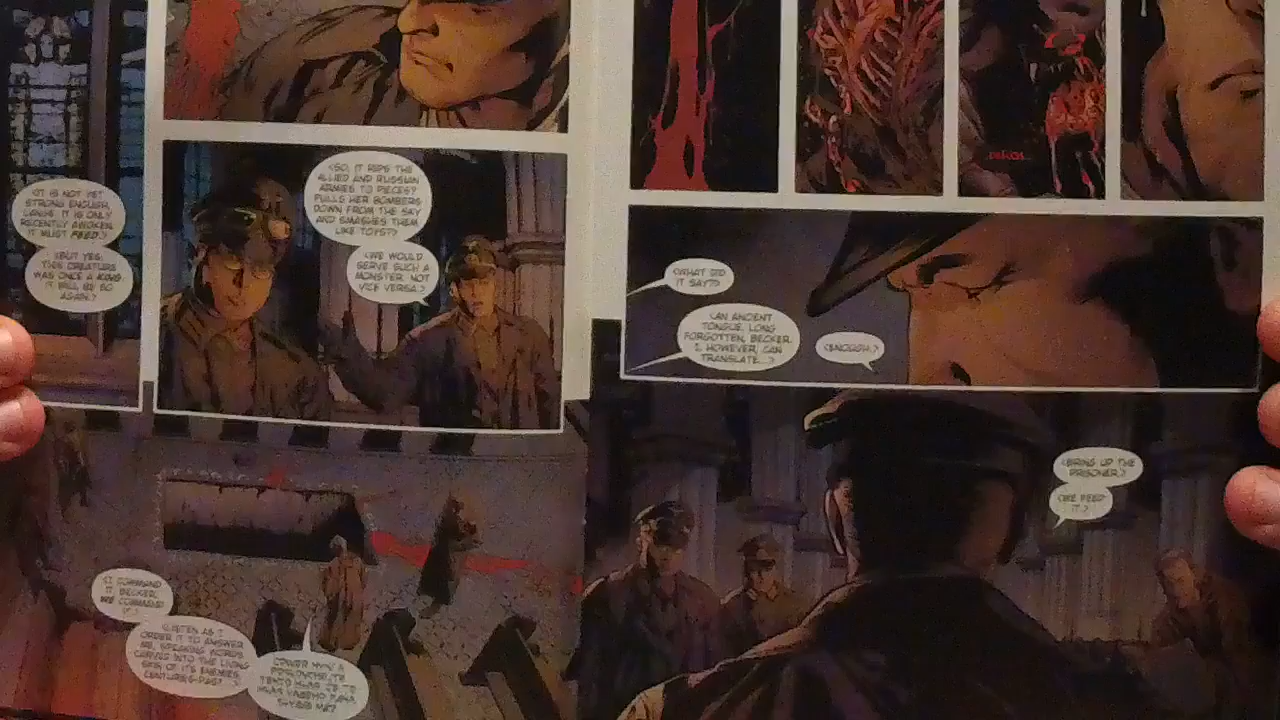 <IT IS NOT YET
STRONG ENOUGH,
IT IS ONLY
RECENTLY AWOKEN.
IT MUST FEED.>
<BUT YES,
THIS CREATURE
WAS ONCE A KING.
IT WILL BE SO
AGAIN.>
<SO, IT RIPS THE
ALLIED AND RUSSIAN
ARMIES TO PIECES?
PULLS HER BOMBERS
DOWN FROM THE SKY
AND SMASHES THEM
LIKE TOYS?>
<WE WOULD
SERVE SUCH A
MONSTER, NOT
VICE VERSA.>
<I COMMAND
IT, BECKER.
WE COMMAND
IT.>
<LISTEN AS I
ORDER IT TO ANSWER
ME, SPEAKING WORDS
CARVED INTO THE LIVING
SKIN OF ITS ENEMIES,
CENTURIES PAST.>
<WHAT DID
IT SAY?>
<AN ANCIENT
TONGUE, LONG
FORGOTTEN, BECKER.
I, HOWEVER, CAN
TRANSLATE...>
<ENOUGH.>
<BRING UP THE
PRISONER.>
<WE FEED
IT.>